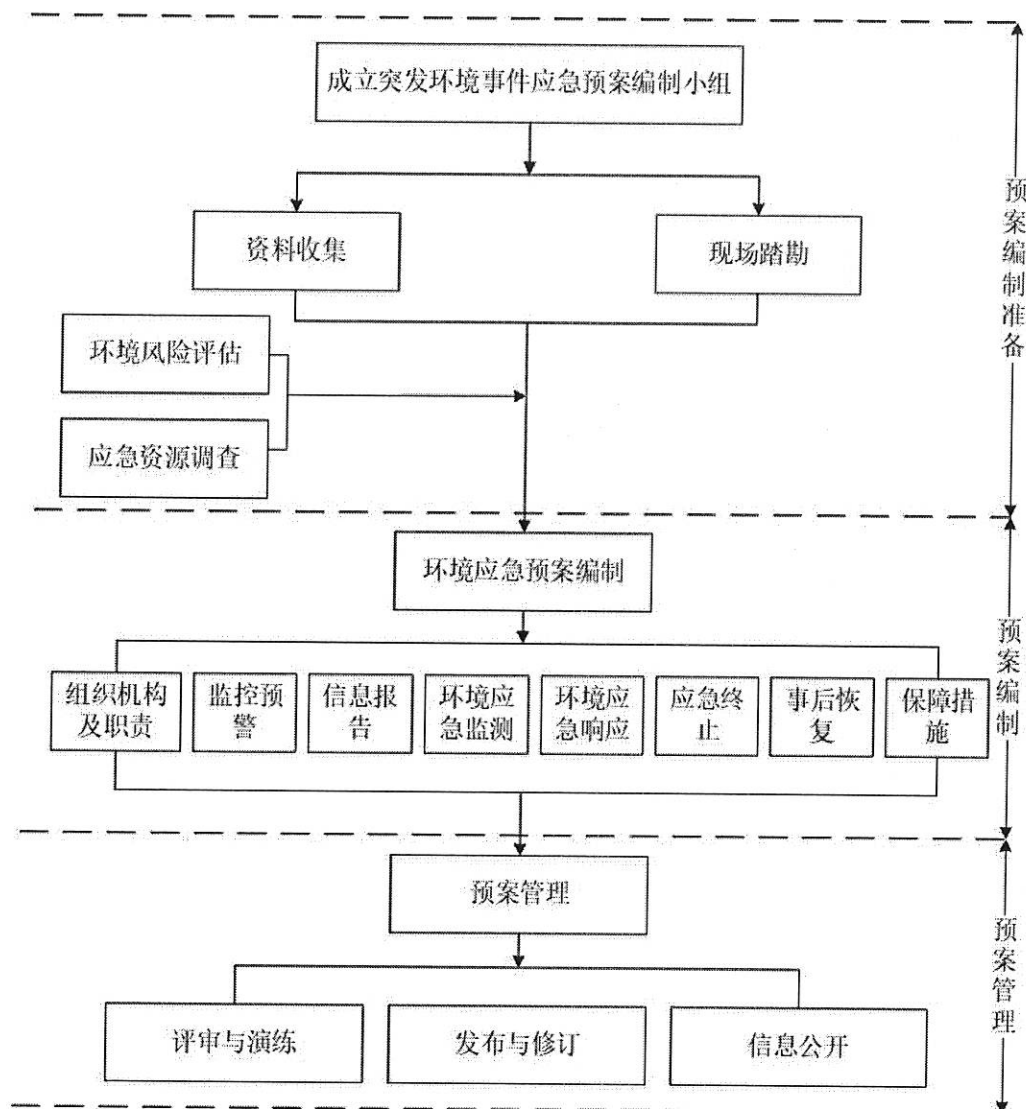 成立突发环境事件应急预案编制小组
资料收集
现场踏勘
环境风险评估
应急资源调查
预案编制准备
环境应急预案编制
组织机构
及职责
监控预
警
信息报
告
环境应
急监测
环境应
急响应
应急终
止
事后恢
复
保障措
施
预案编制
预案管理
评审与演练
发布与修订
信息公开
预案管理